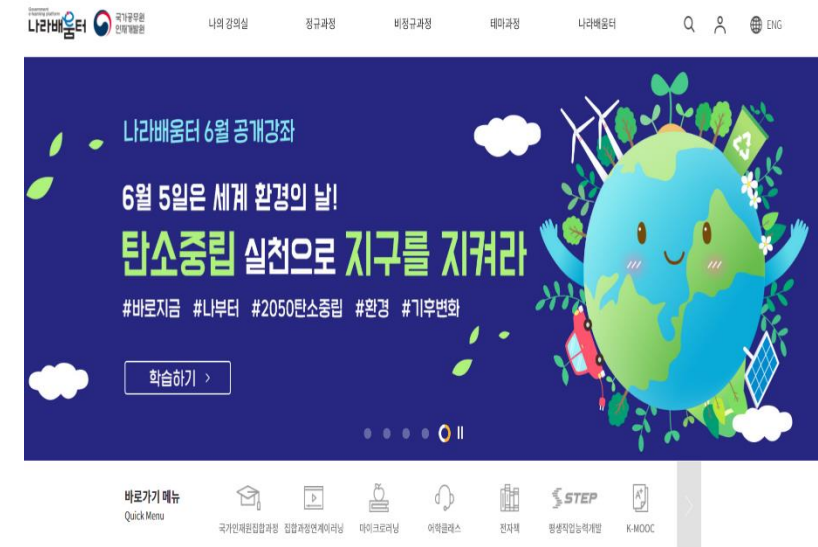 Government
e-learning platform
나라배움터
국가공무원
인재개발원
나의 강의실
정규과정
비정규과정
테마과정
나라배움터
ENG
나라배움터 6월 공개강좌
6월 5일은 세계 환경의 날!
탄소중립 실천으로 지구를 지켜라
#바로지금 #나부터 #2050탄소중립 #환경 #기후변화
학습하기 >
바로가기 메뉴
Quick Menu
국가인재원집합과정
집합과정연계이러닝
마이크로러닝
어학클래스
전자책
STEP
평생직업능력개발
A+
K-MOOC